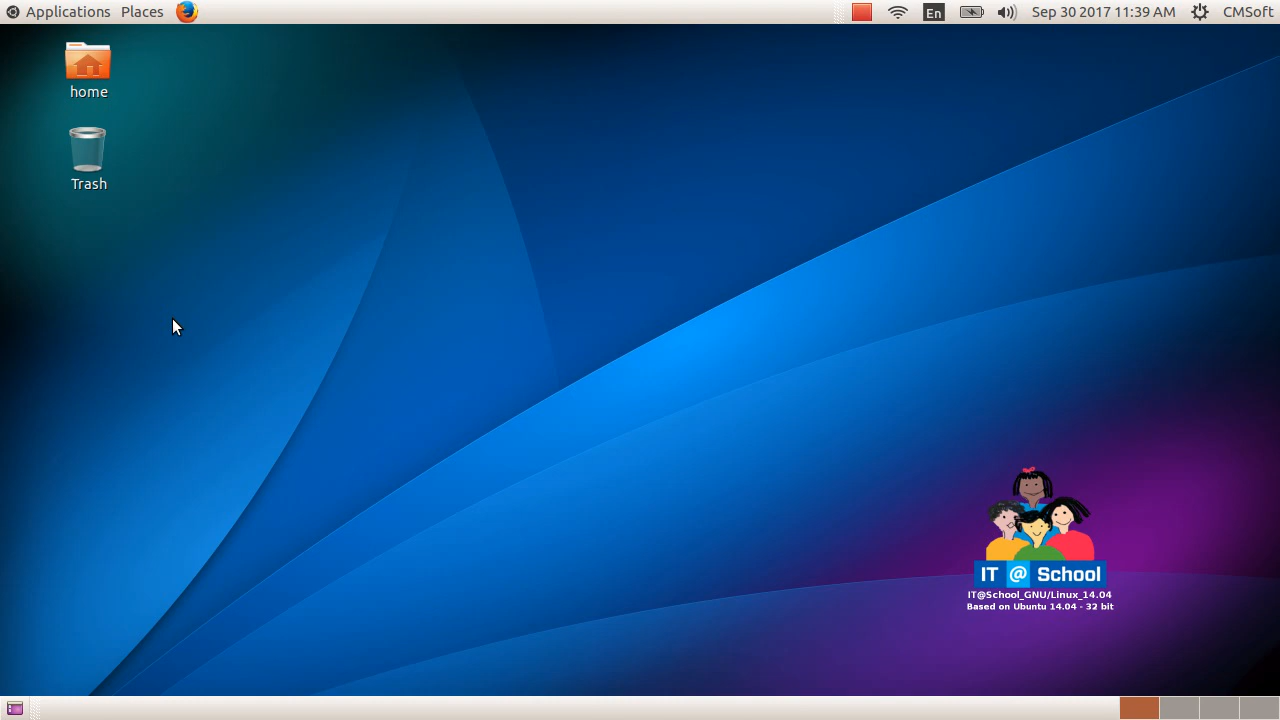 Applications Places En Sep 30 2017 11:39 AM CMSoft
home
Trash
IT @ School
IT@School_GNU/Linux_14.04
Based on Ubuntu 14.04 - 32 bit